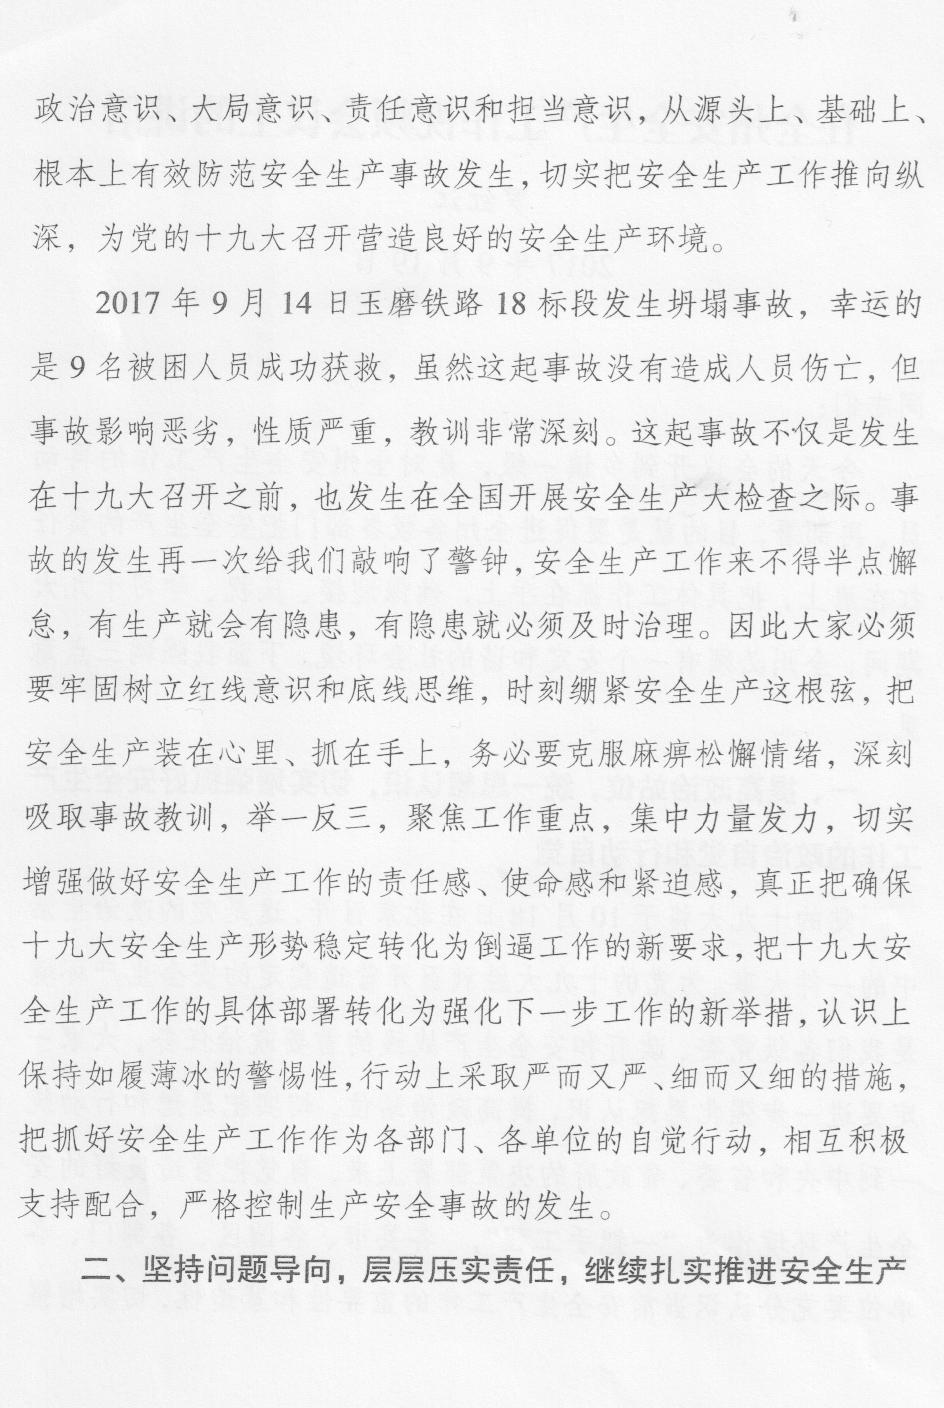 政治意识、大局意识、责任意识和担当意识，从源头上、基础上、
根本上有效防范安全生产事故发生，切实把安全生产工作推向纵
深，为党的十九大召开营造良好的安全生产环境。
2017 年 9 月 14 日玉磨铁路 18 标段发生坍塌事故，幸运的
是 9 名被困人员成功获救，虽然这起事故没有造成人员伤亡，但
事故影响恶劣，性质严重，教训非常深刻。这起事故不仅是发生
在十九大召开之前，也发生在全国开展安全生产大检查之际。事
故的发生再一次给我们敲响了警钟，安全生产工作来不得半点懈
怠，有生产就会有隐患，有隐患就必须及时治理。因此大家必须
要牢固树立红线意识和底线思维，时刻绷紧安全生产这根弦，把
安全生产装在心里、抓在手上，务必要克服麻痹松懈情绪，深刻
吸取事故教训，举一反三，聚焦工作重点，集中力量发力，切实
增强做好安全生产工作的责任感、使命感和紧迫感，真正把确保
十九大安全生产形势稳定转化为倒逼工作的新要求，把十九大安
全生产工作的具体部署转化为强化下一步工作的新举措，认识上
保持如履薄冰的警惕性，行动上采取严而又严、细而又细的措施，
把抓好安全生产工作作为各部门、各单位的自觉行动，相互积极
支持配合，严格控制生产安全事故的发生。
二、坚持问题导向，层层压实责任，继续扎实推进安全生产